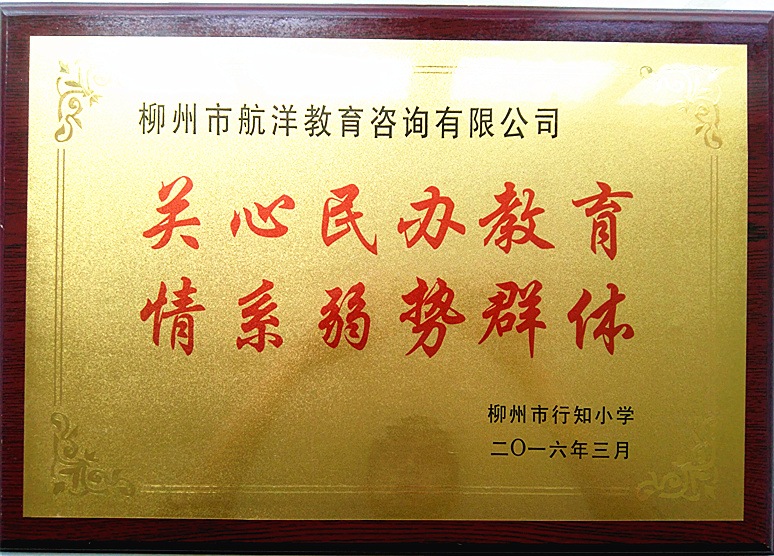 柳州市航洋教育咨询有限公司
关心民办教育
情系弱势群体
柳州市行知小学
二〇一六年三月